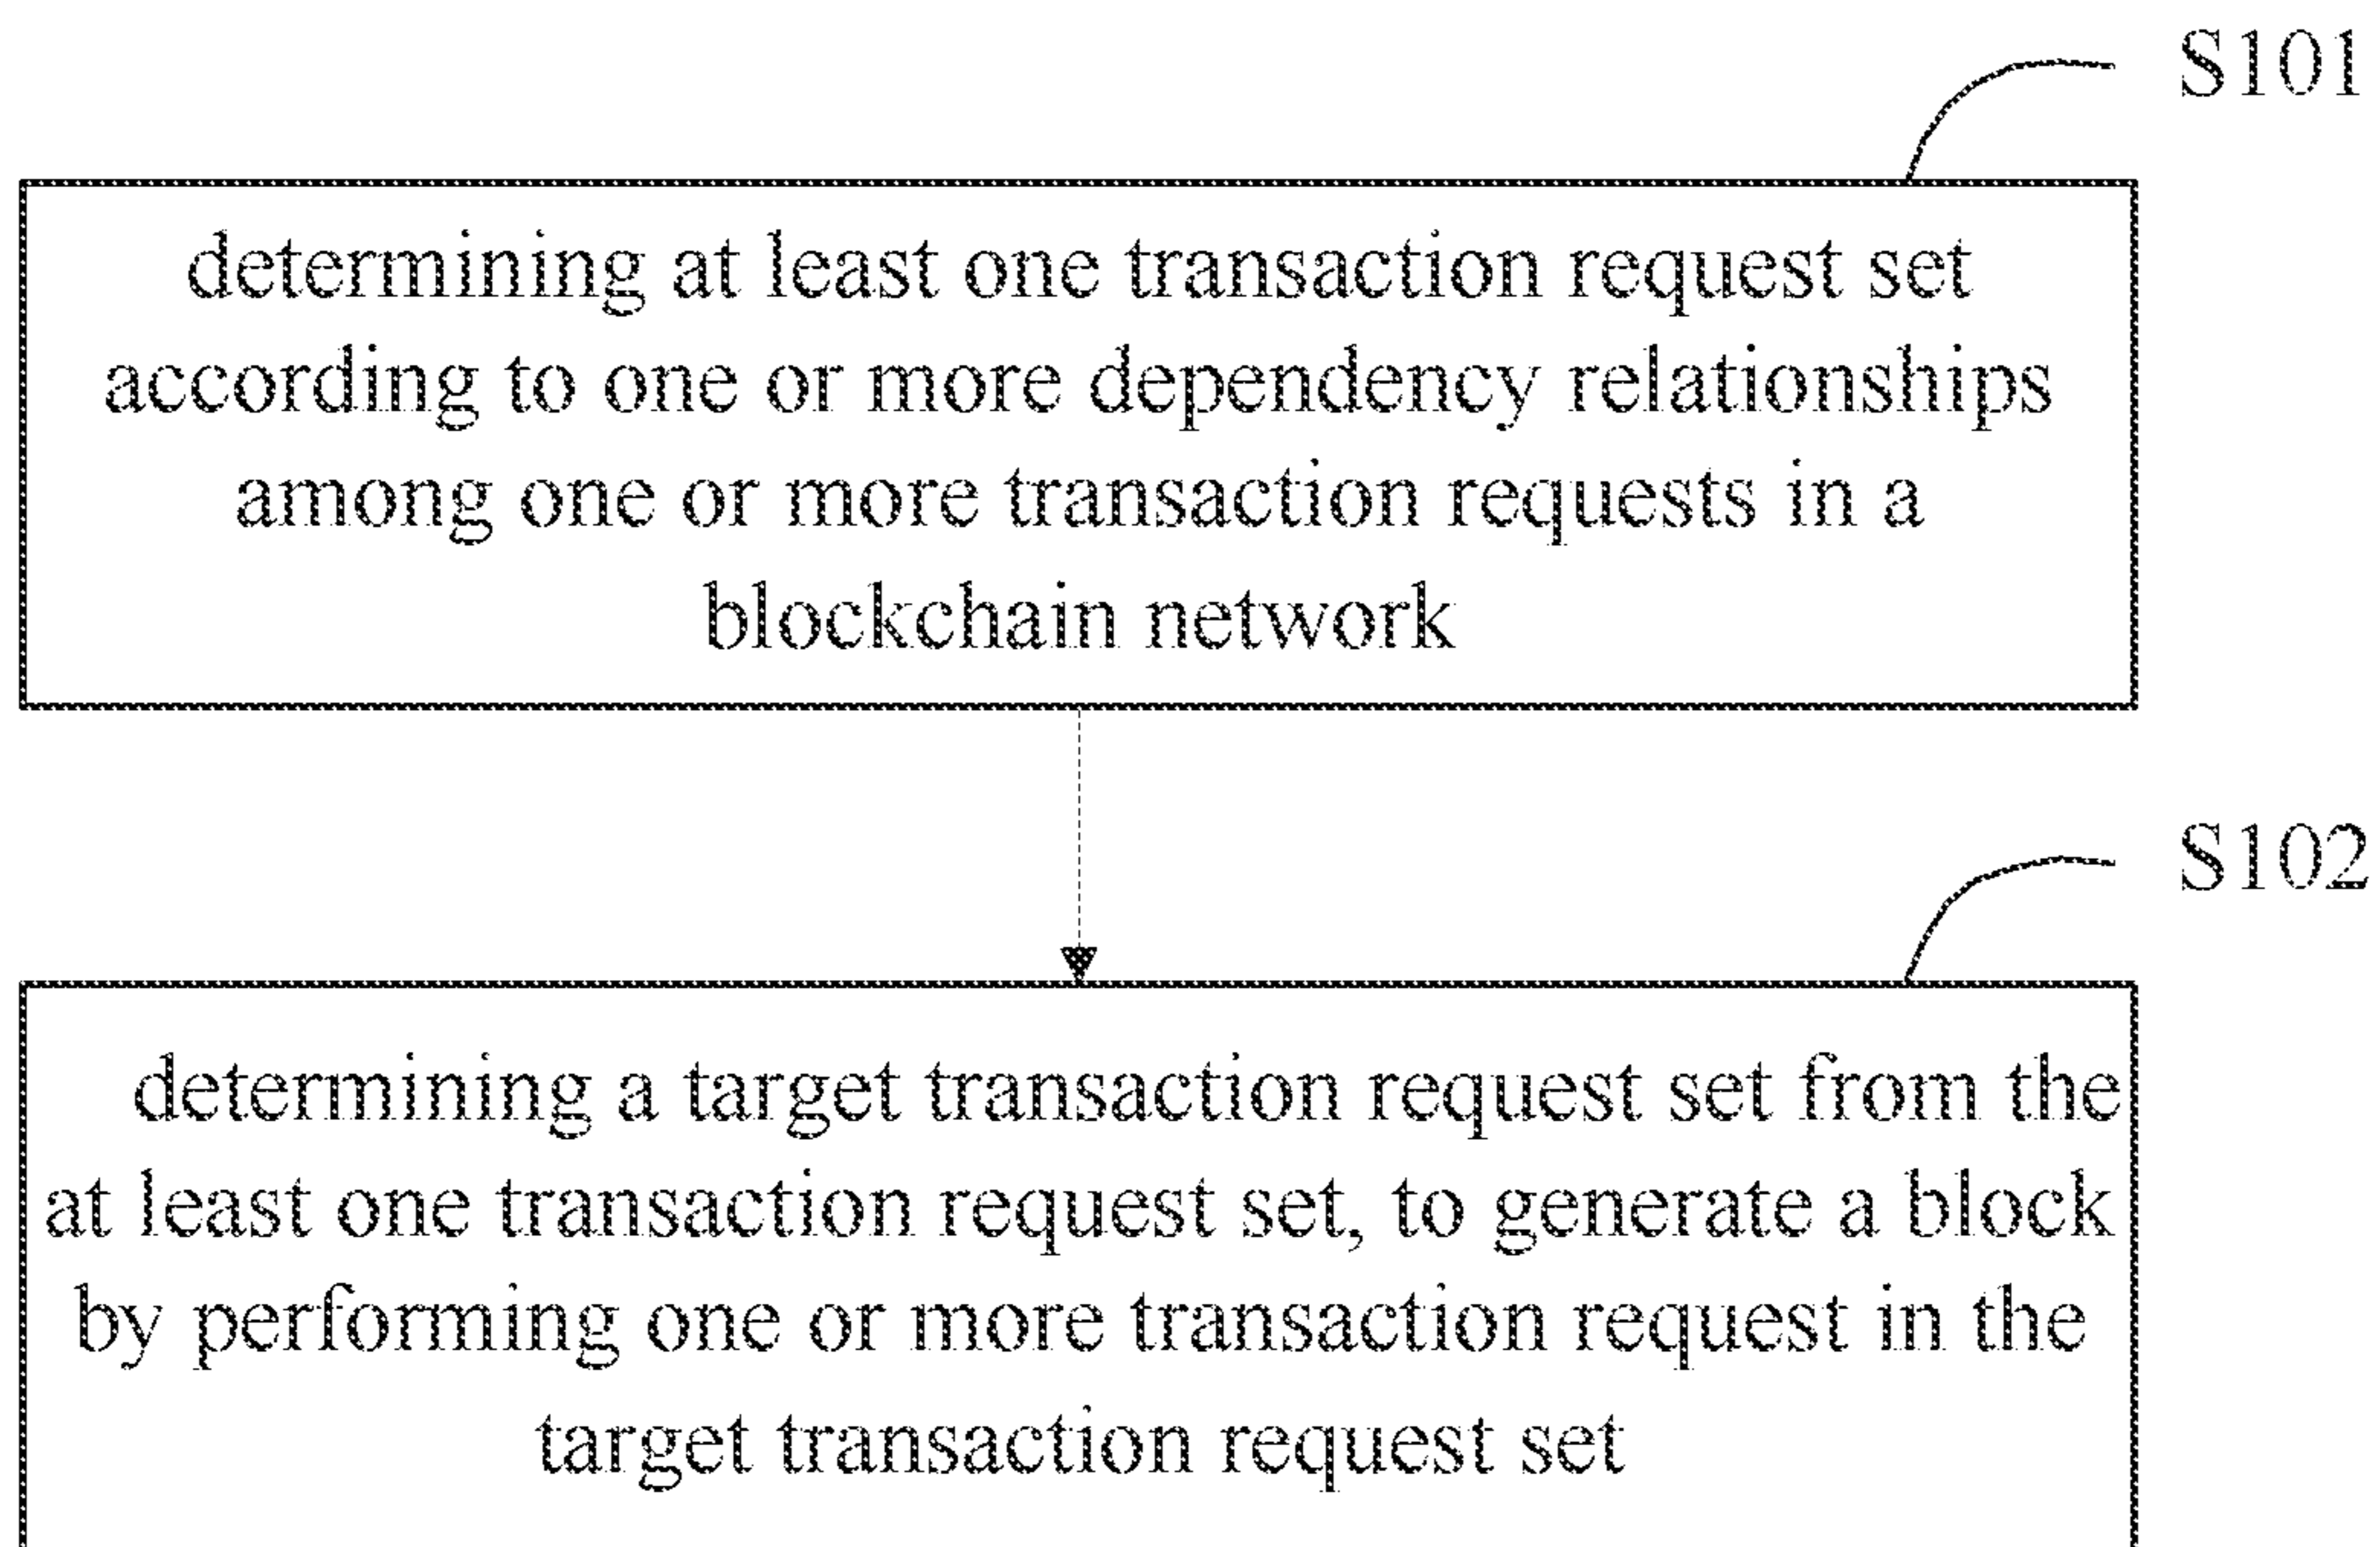 S101
determining at least one transaction request set
according to one or more dependency relationships
among one or more transaction requests in a
blockchain network
S102
determining a target transaction request set from the
at least one transaction request set, to generate a block
by performing one or more transaction request in the
target transaction request set